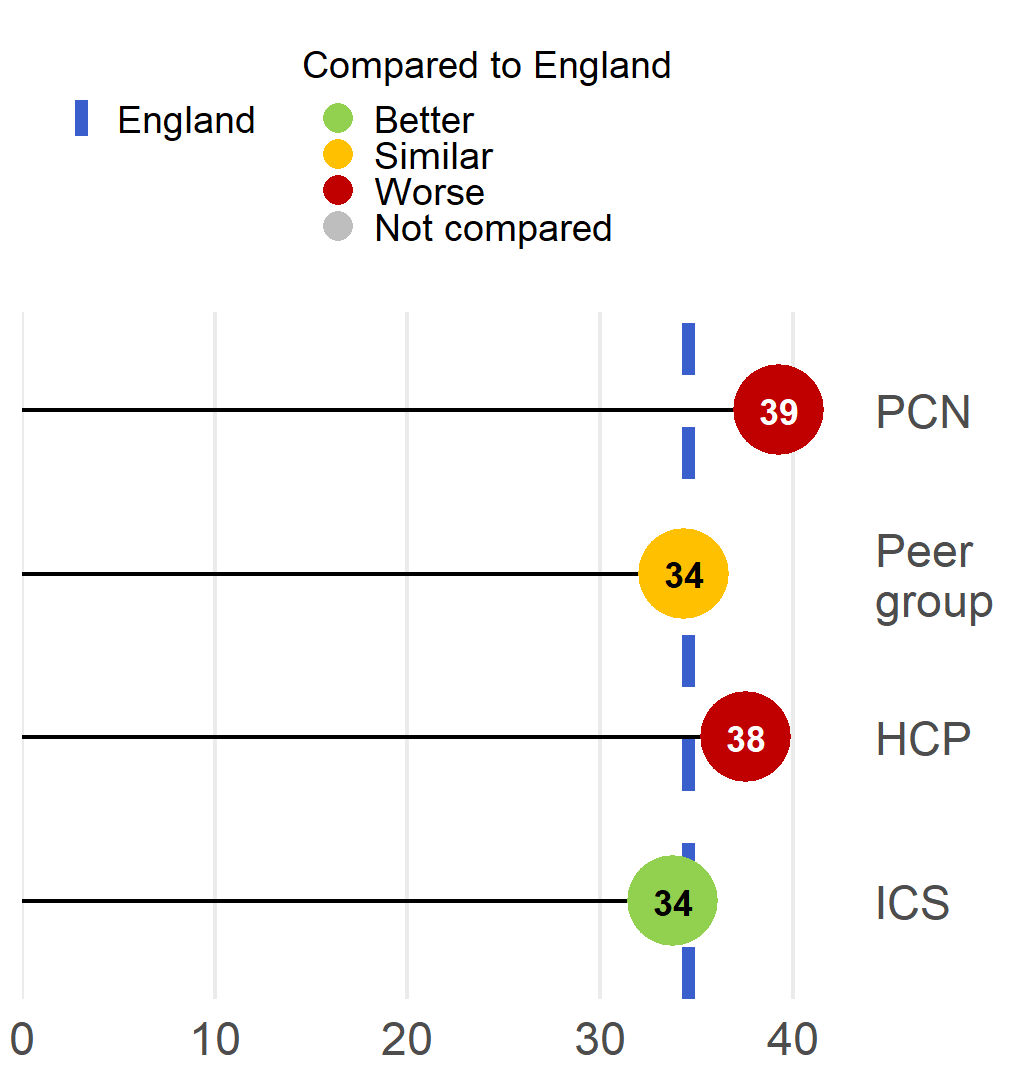 Compared to England
England
Better
Similar
Worse
Not compared
39
PCN
34
Peer
group
38
HCP
34
ICS
0 10 20 30 40